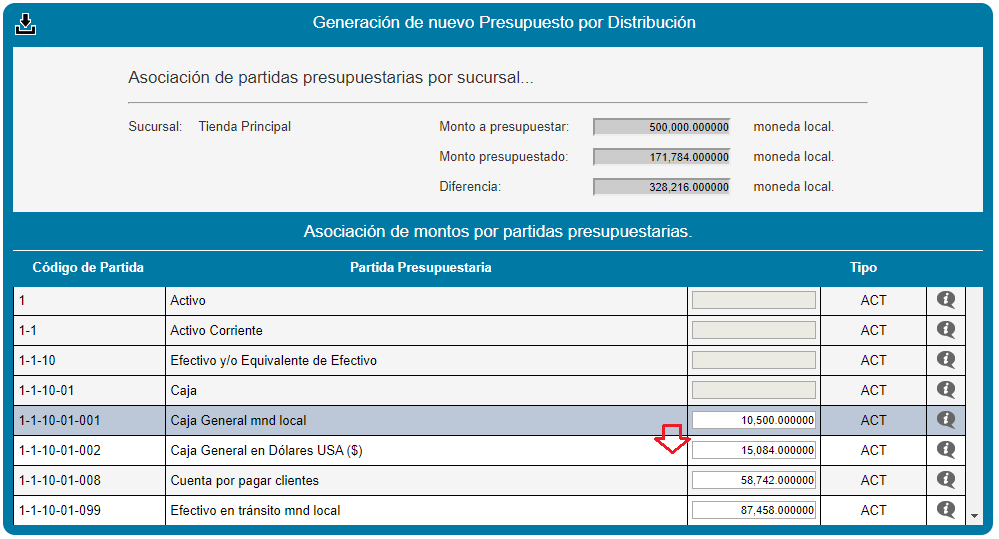 Generación de nuevo Presupuesto por Distribución
Asociación de partidas presupuestarias por sucursal...
Sucursal: Tienda Principal Monto a presupuestar: 500,000.000000 moneda local.
Monto presupuestado: 171,784.000000 moneda local.
Diferencia: 328,216.000000 moneda local.
Asociación de montos por partidas presupuestarias.
Código de Partida Partida Presupuestaria Tipo
1 Activo ACT
1-1 Activo Corriente ACT
1-1-10 Efectivo y/o Equivalente de Efectivo ACT
1-1-10-01 Caja ACT
1-1-10-01-001 Caja General mnd local 10,500.000000 ACT
1-1-10-01-002 Caja General en Dólares USA ($) 15,084.000000 ACT
1-1-10-01-008 Cuenta por pagar clientes 58,742.000000 ACT
1-1-10-01-099 Efectivo en tránsito mnd local 87,458.000000 ACT